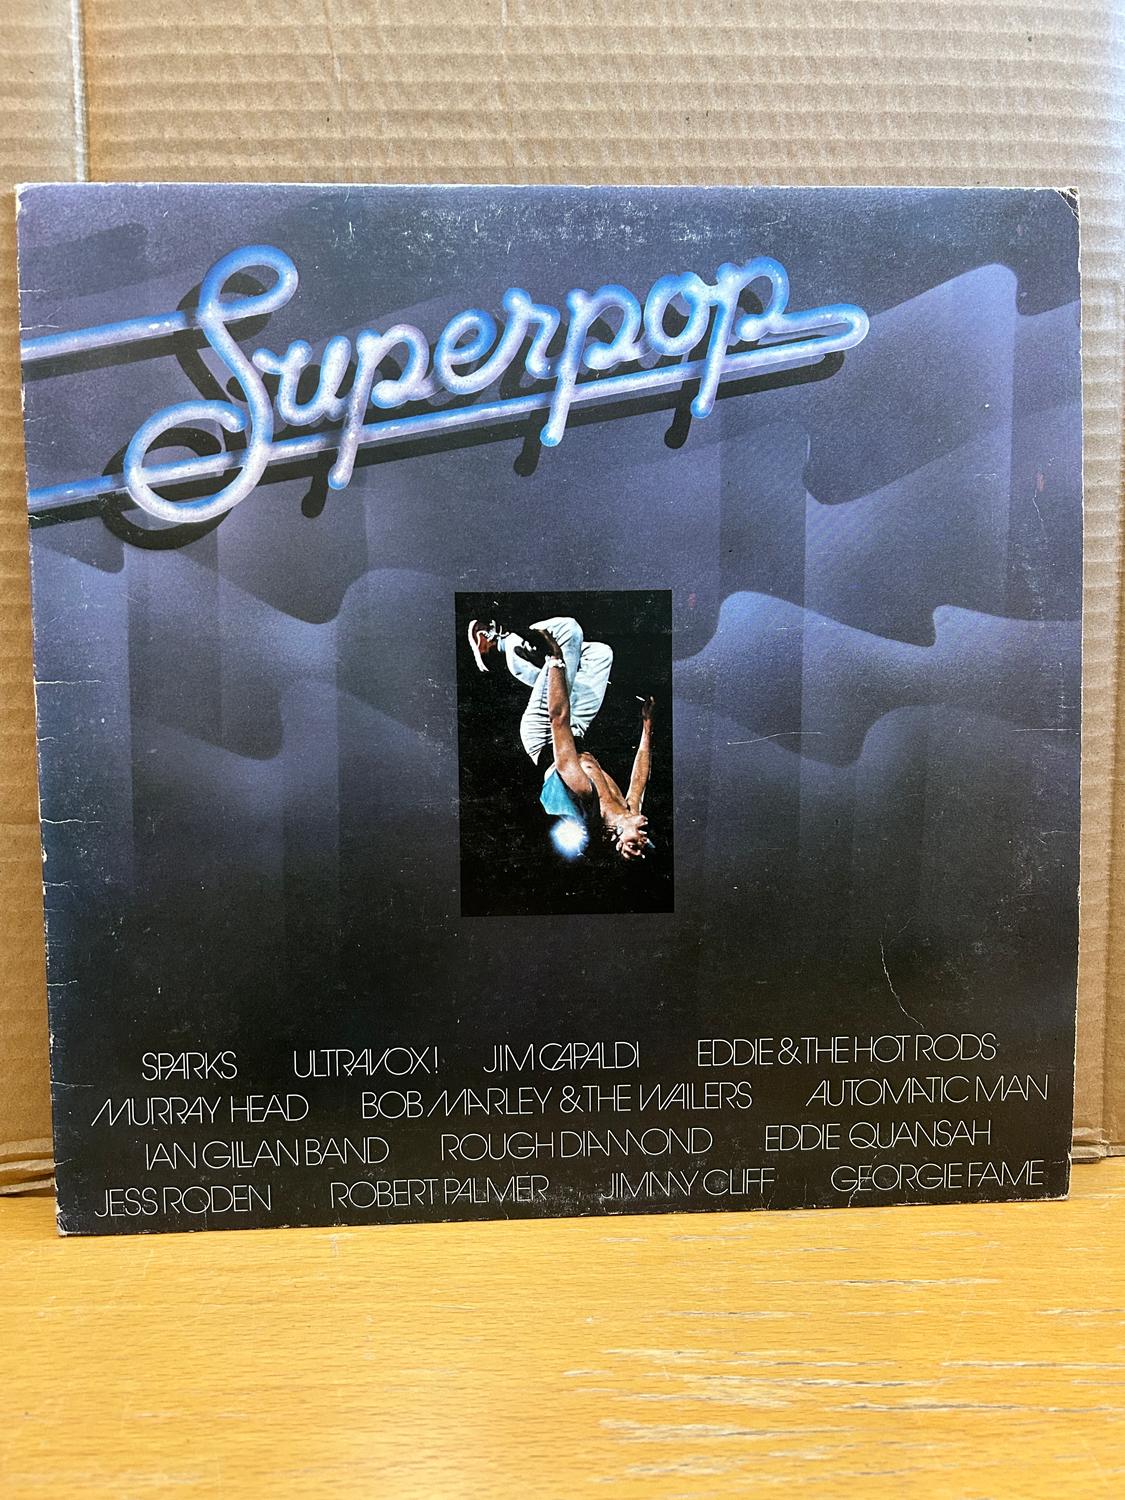 Superpop
SPARKS ULTRAVOX! JIM CAPALDI EDDIE & THE HOT RODS
MURRAY HEAD BOB MARLEY & THE WAILERS AUTOMATIC MAN
IAN GILLAN BAND ROUGH DIAMOND EDDIE QUANSAH
JESS RODEN ROBERT PALMER JIMMY CLIFF GEORGIE FAME